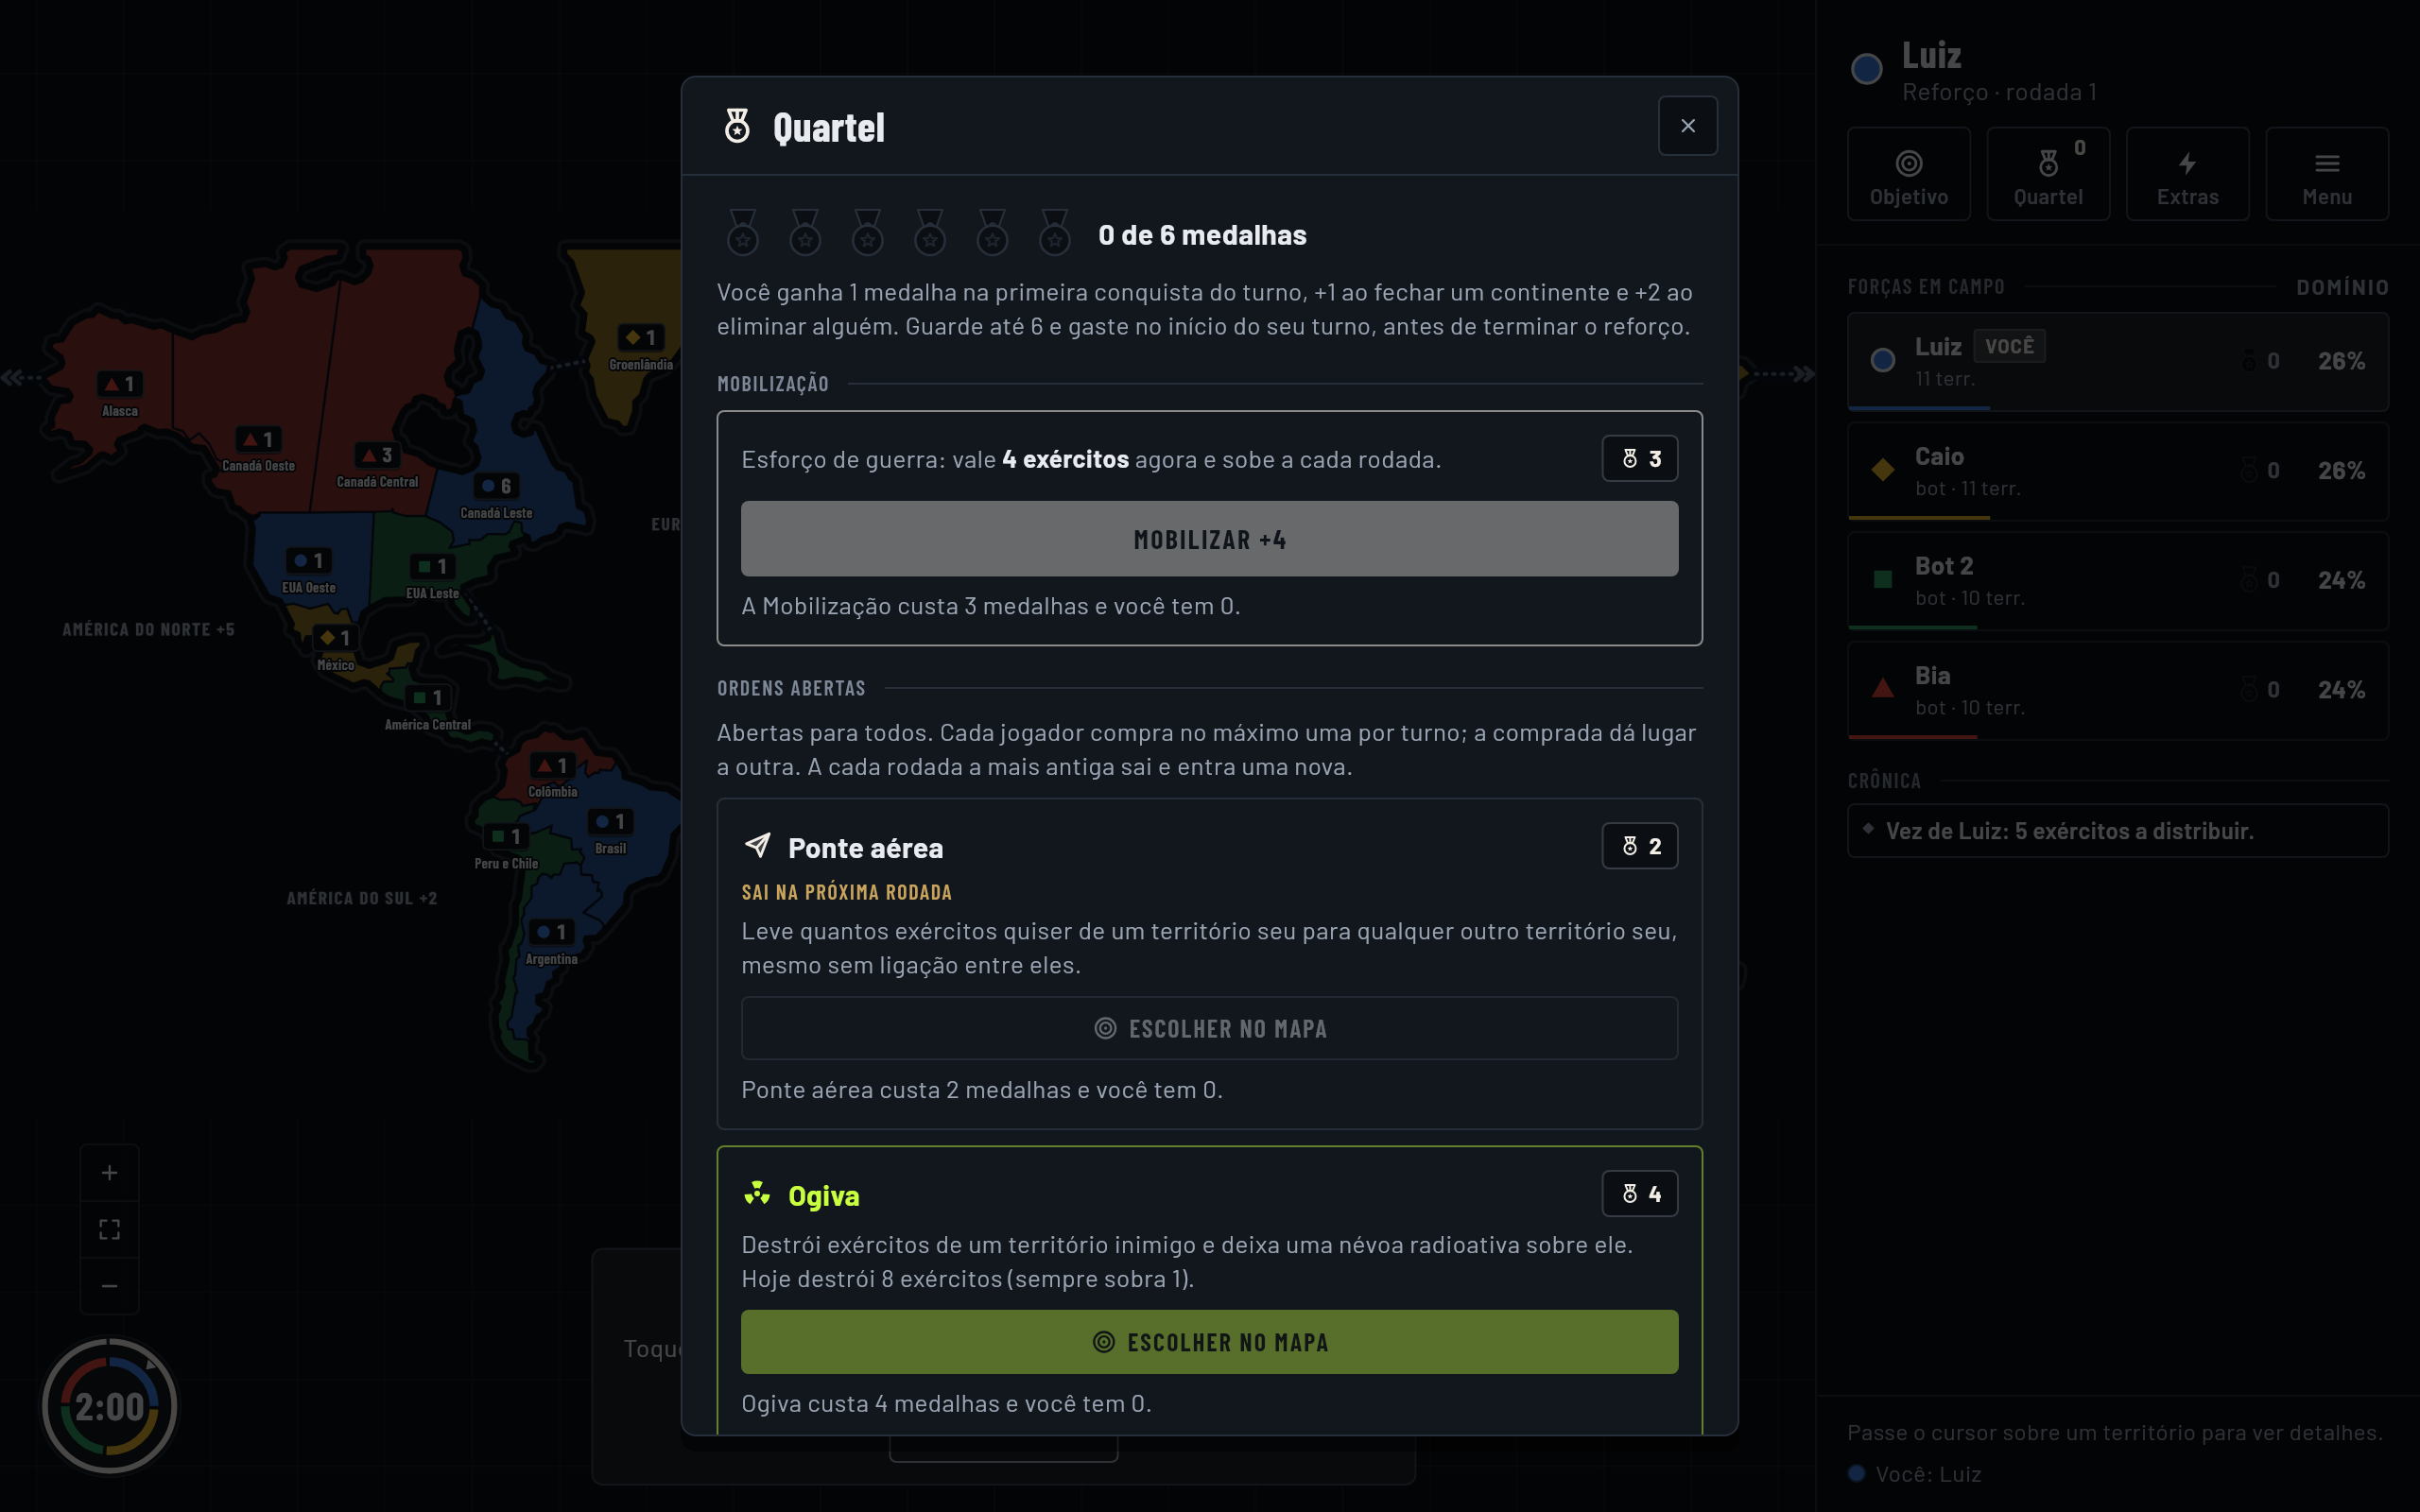 Quartel
0 de 6 medalhas
Você ganha 1 medalha na primeira conquista do turno, +1 ao fechar um continente e +2 ao
eliminar alguém. Guarde até 6 e gaste no início do seu turno, antes de terminar o reforço.
MOBILIZAÇÃO
Esforço de guerra: vale 4 exércitos agora e sobe a cada rodada.
3
MOBILIZAR +4
A Mobilização custa 3 medalhas e você tem 0.
ORDENS ABERTAS
Abertas para todos. Cada jogador compra no máximo uma por turno; a comprada dá lugar
a outra. A cada rodada a mais antiga sai e entra uma nova.
Ponte aérea
2
SAI NA PRÓXIMA RODADA
Leve quantos exércitos quiser de um território seu para qualquer outro território seu,
mesmo sem ligação entre eles.
ESCOLHER NO MAPA
Ponte aérea custa 2 medalhas e você tem 0.
Ogiva
4
Destrói exércitos de um território inimigo e deixa uma névoa radioativa sobre ele.
Hoje destrói 8 exércitos (sempre sobra 1).
ESCOLHER NO MAPA
Ogiva custa 4 medalhas e você tem 0.
1
Alasca
1
Canadá Oeste
3
Canadá Central
6
Canadá Leste
1
Groenlândia
1
EUA Oeste
1
EUA Leste
EUR
AMÉRICA DO NORTE +5
1
México
1
América Central
1
Colômbia
1
Brasil
1
Peru e Chile
AMÉRICA DO SUL +2
1
Argentina
+
−
2:00
Toque
Luiz
Reforço · rodada 1
Objetivo
0
Quartel
Extras
Menu
FORÇAS EM CAMPO
DOMÍNIO
Luiz VOCÊ
11 terr.
0 26%
Caio
bot · 11 terr.
0 26%
Bot 2
bot · 10 terr.
0 24%
Bia
bot · 10 terr.
0 24%
CRÔNICA
Vez de Luiz: 5 exércitos a distribuir.
Passe o cursor sobre um território para ver detalhes.
Você: Luiz